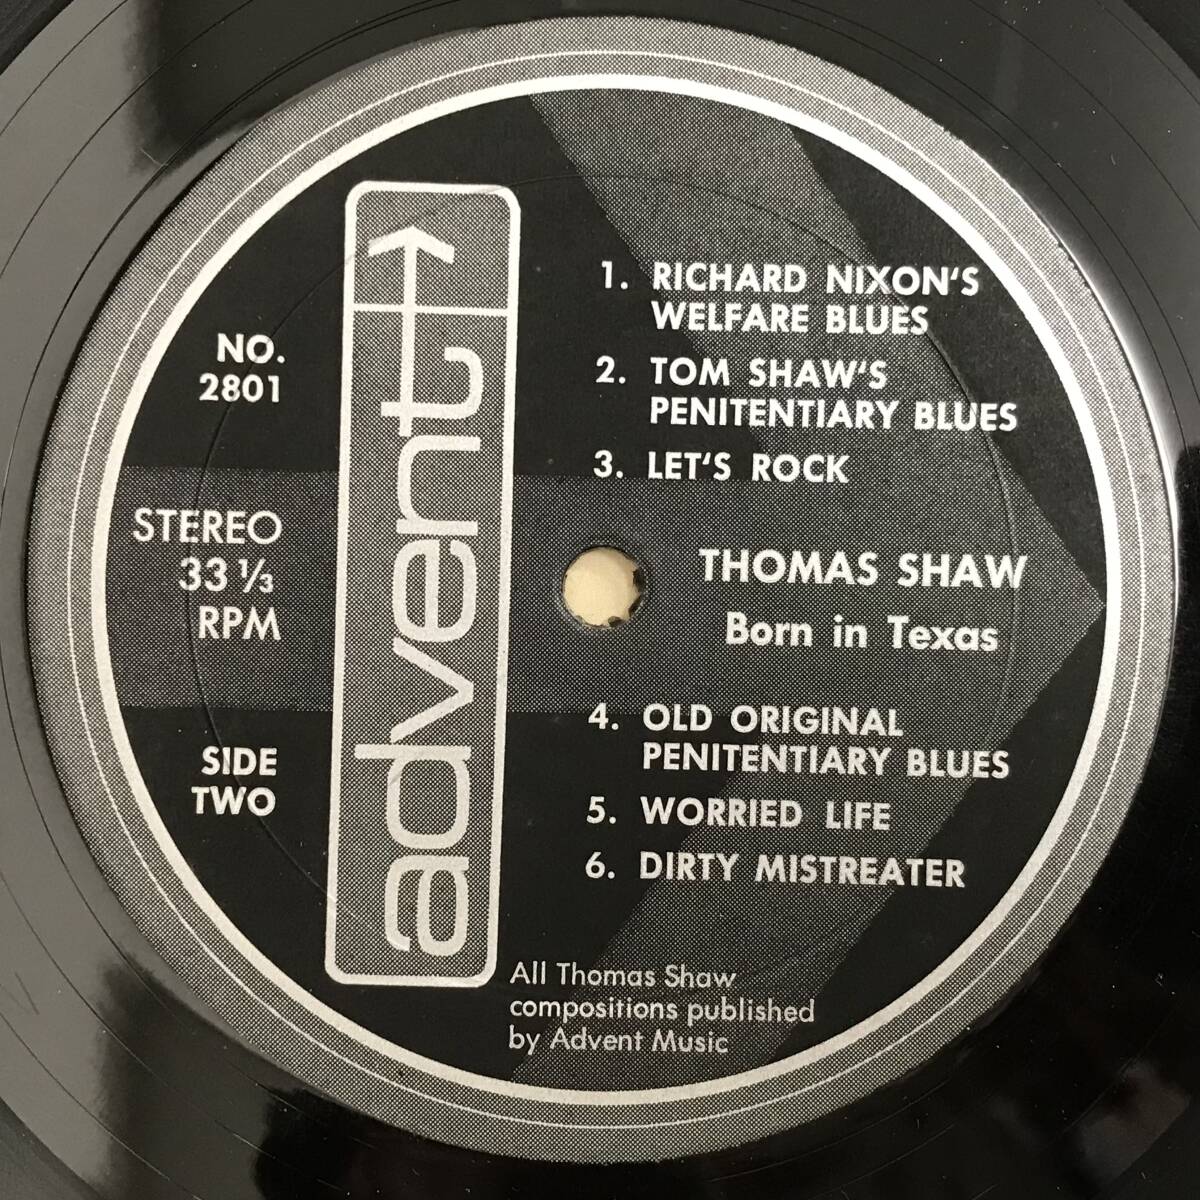 NO.
2801
STEREO
33 1/3
RPM
SIDE
TWO
advent
1. RICHARD NIXON'S
WELFARE BLUES
2. TOM SHAW'S
PENITENTIARY BLUES
3. LET'S ROCK
THOMAS SHAW
Born in Texas
4. OLD ORIGINAL
PENITENTIARY BLUES
5. WORRIED LIFE
6. DIRTY MISTREATER
All Thomas Shaw
compositions published
by Advent Music